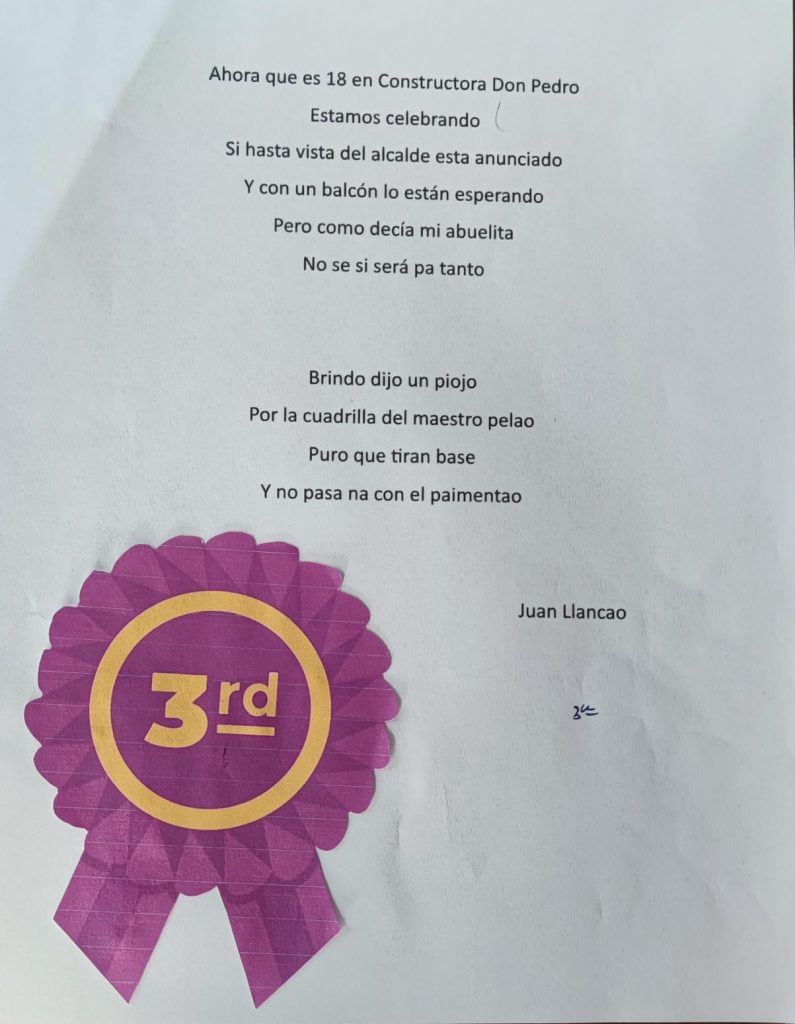 Ahora que es 18 en Constructora Don Pedro
Estamos celebrando
Si hasta vista del alcalde esta anunciado
Y con un balcón lo están esperando
Pero como decía mi abuelita
No se si será pa tanto
Brindo dijo un piojo
Por la cuadrilla del maestro pelao
Puro que tiran base
Y no pasa na con el paimentao
Juan Llancao
3rd